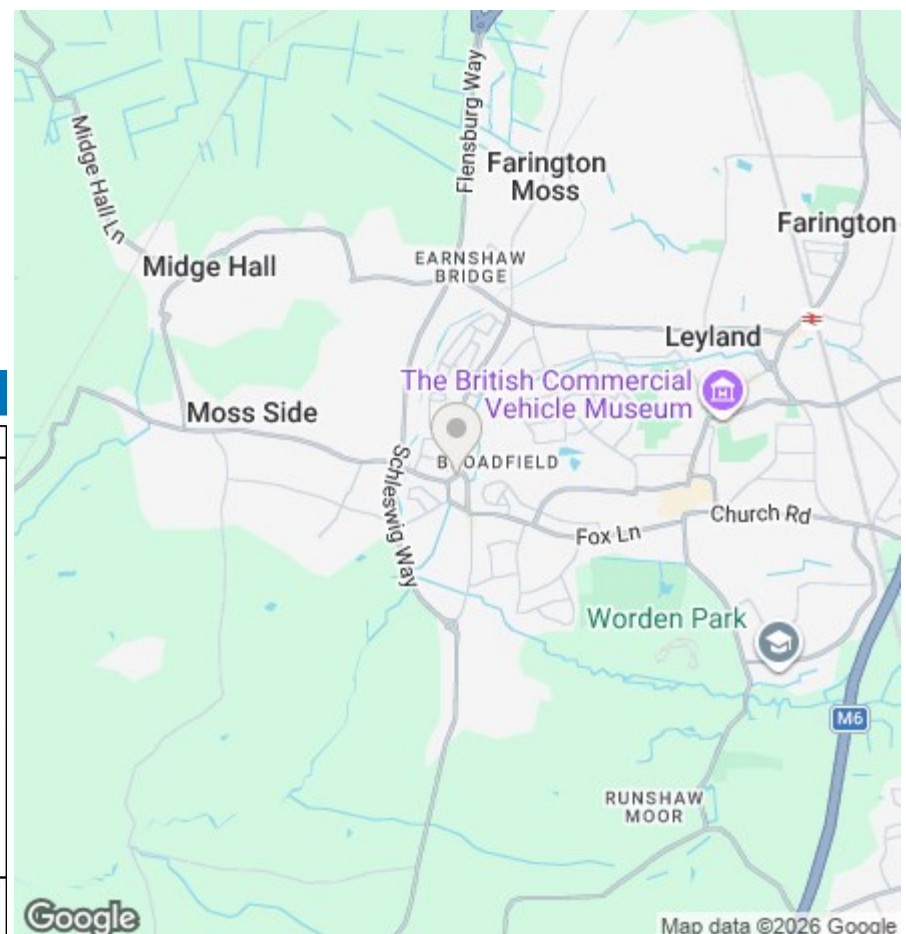 Flensburg Way
Farington
Moss
Farington
Midge Hall Ln
Midge Hall
EARNSHAW
BRIDGE
Leyland
The British Commercial
Vehicle Museum
Moss Side
BROADFIELD
Schleswig Way
Fox Ln
Church Rd
Worden Park
M6
RUNSHAW
MOOR
Google
Map data ©2026 Google